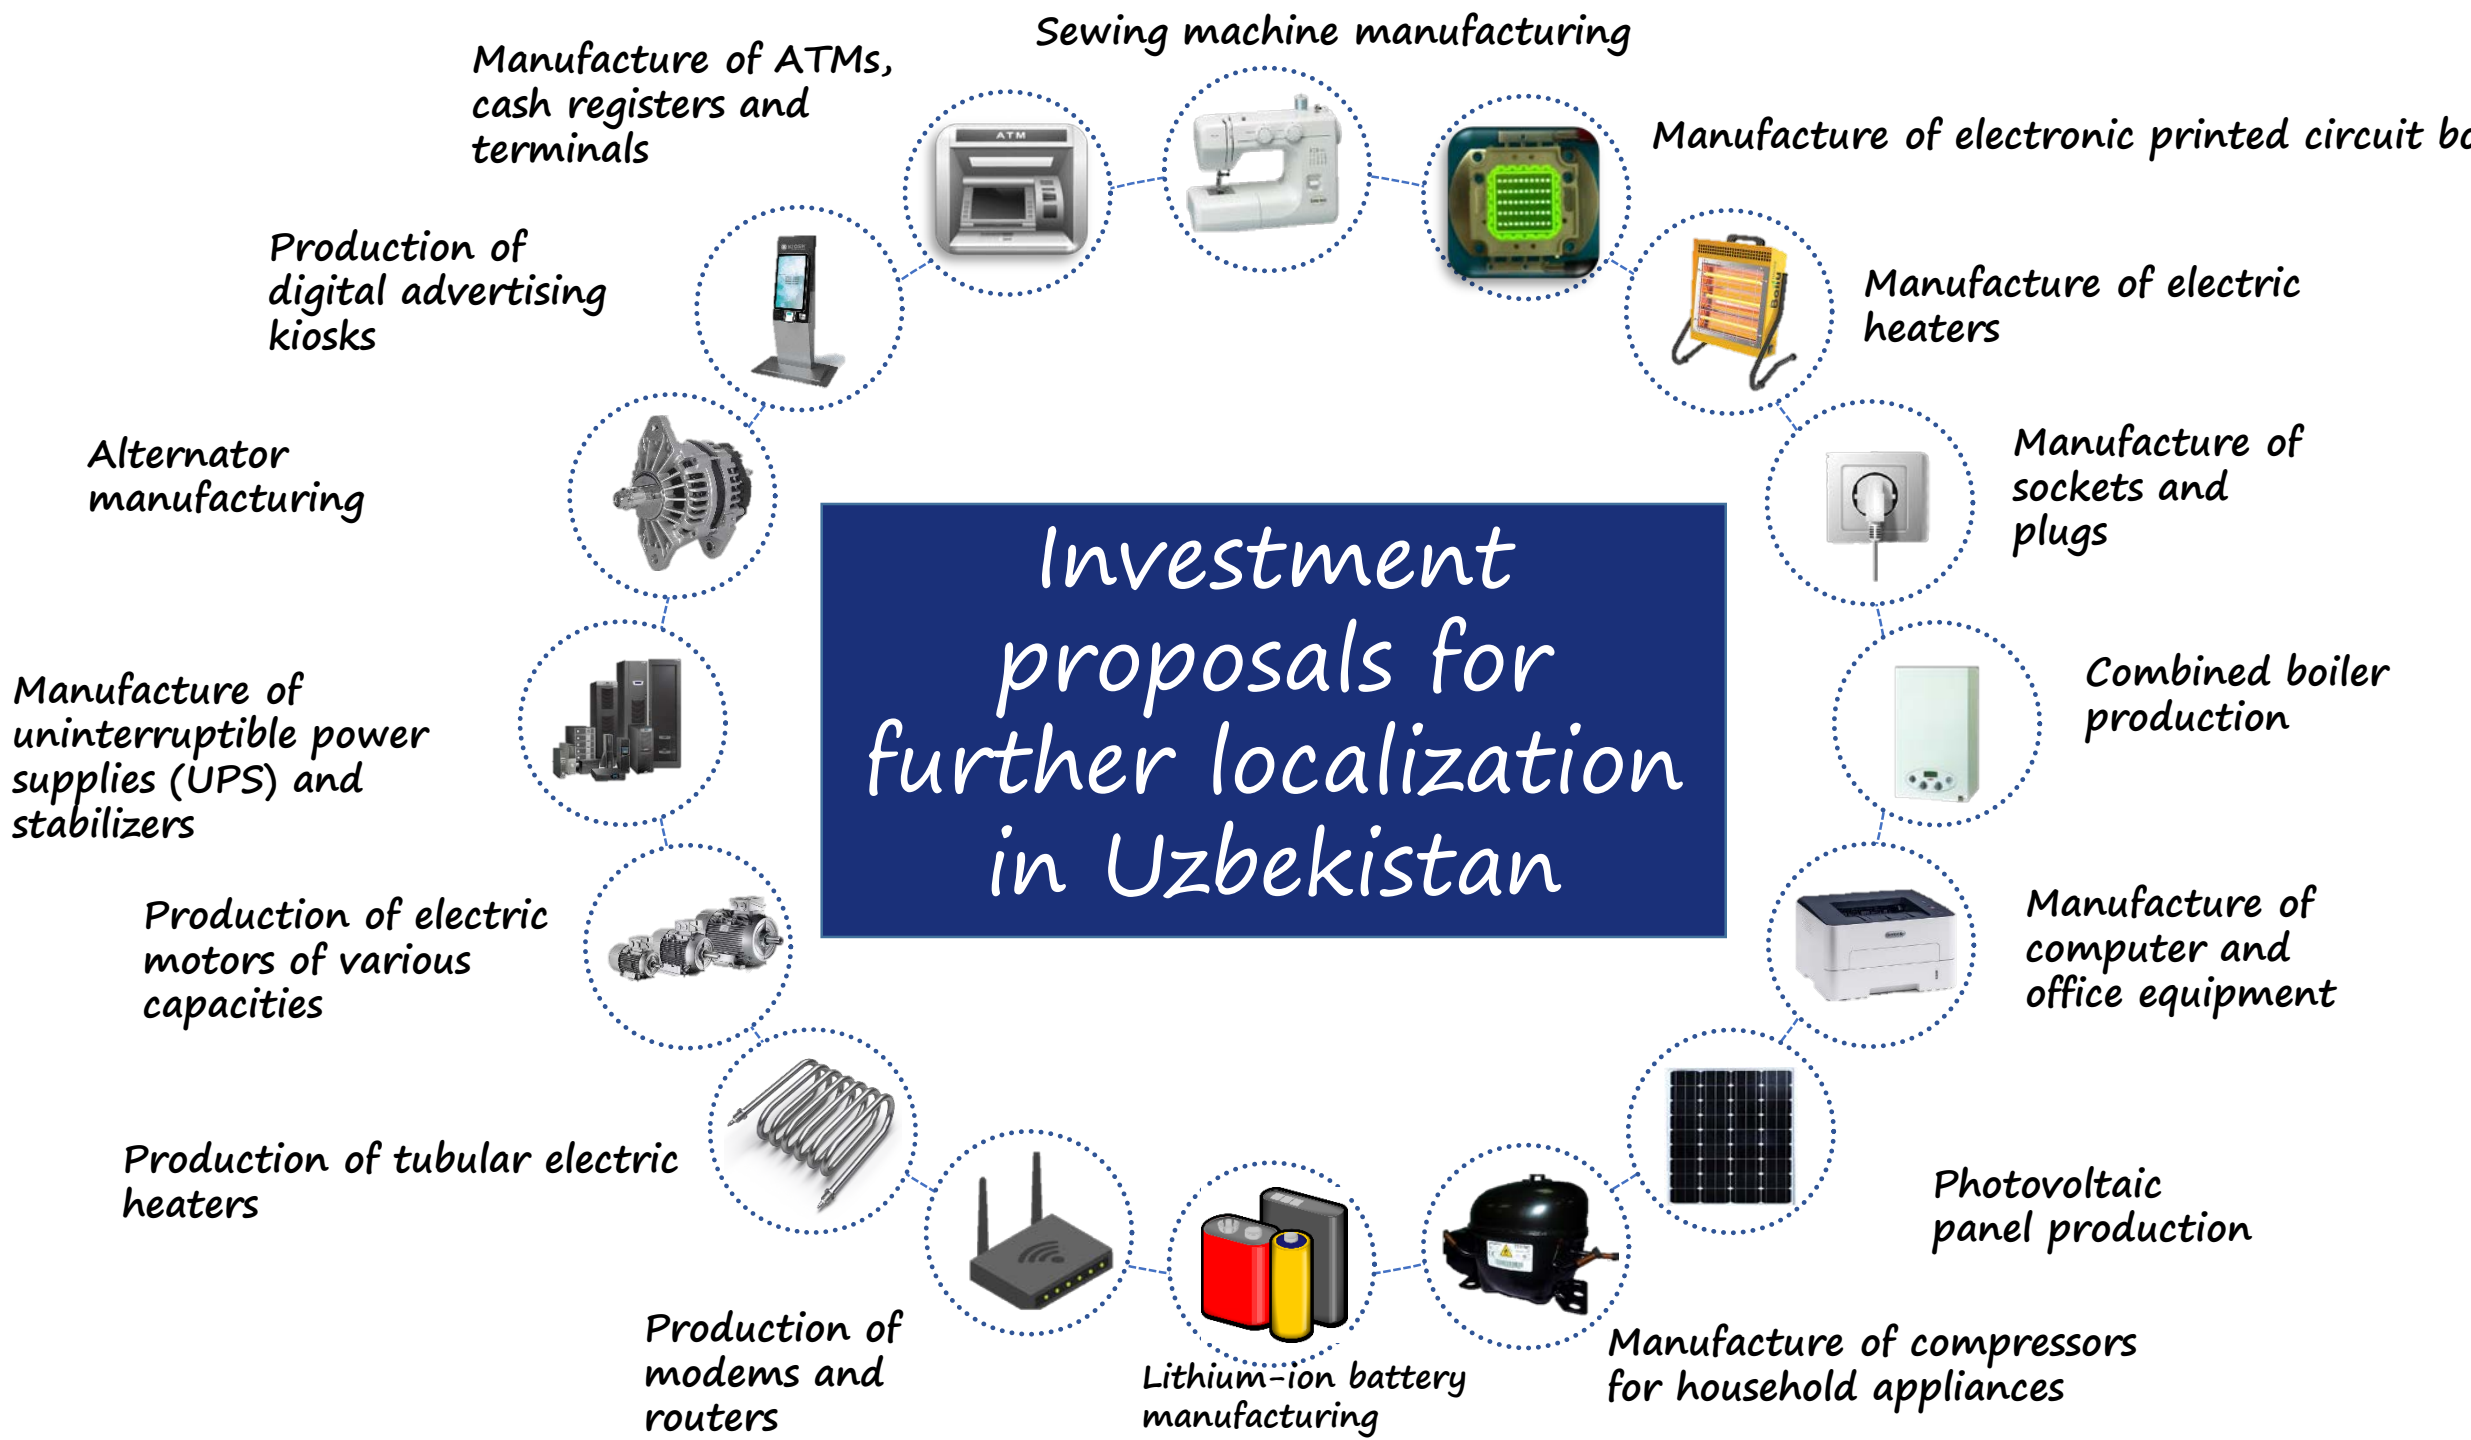 Sewing machine manufacturing
Manufacture of ATMs,
cash registers and
terminals
ATM
Manufacture of electronic printed circuit
Production of
digital advertising
kiosks
KIOSK
Manufacture of electric
heaters
Alternator
manufacturing
Manufacture of
sockets and
plugs
Investment
proposals for
further localization
in Uzbekistan
Manufacture of
uninterruptible power
supplies (UPS) and
stabilizers
Combined boiler
production
Production of electric
motors of various
capacities
Manufacture of
computer and
office equipment
Production of tubular electric
heaters
Photovoltaic
panel production
Production of
modems and
routers
Lithium-ion battery
manufacturing
Manufacture of compressors
for household appliances